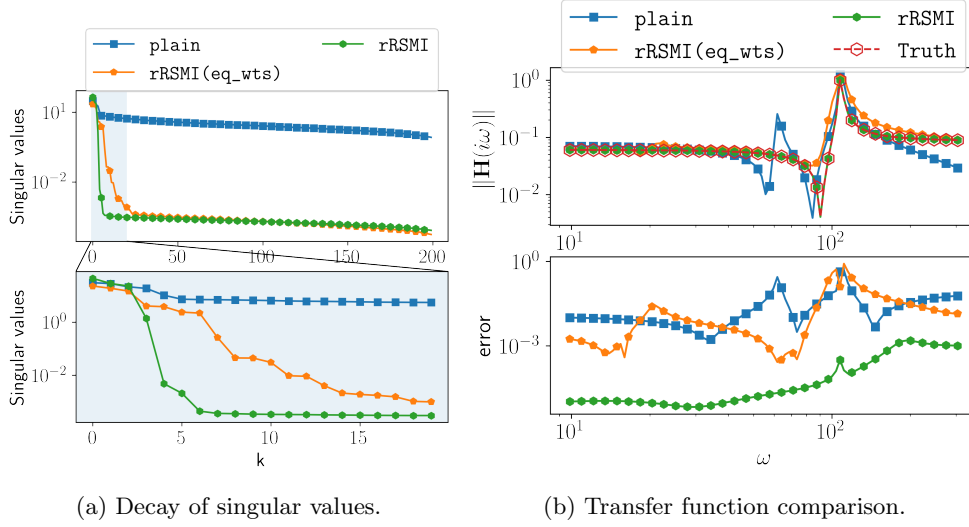 plain
rRSMI
rRSMI(eq_wts)
Singular values
10^1
10^{-2}
0
50
100
150
200
Singular values
10^0
10^{-2}
0
5
10
15
k
(a) Decay of singular values.
plain
rRSMI
rRSMI(eq_wts)
Truth
||H(iω)||
10^0
10^{-1}
10^{-2}
10^1
10^2
error
10^0
10^{-3}
10^1
10^2
ω
(b) Transfer function comparison.